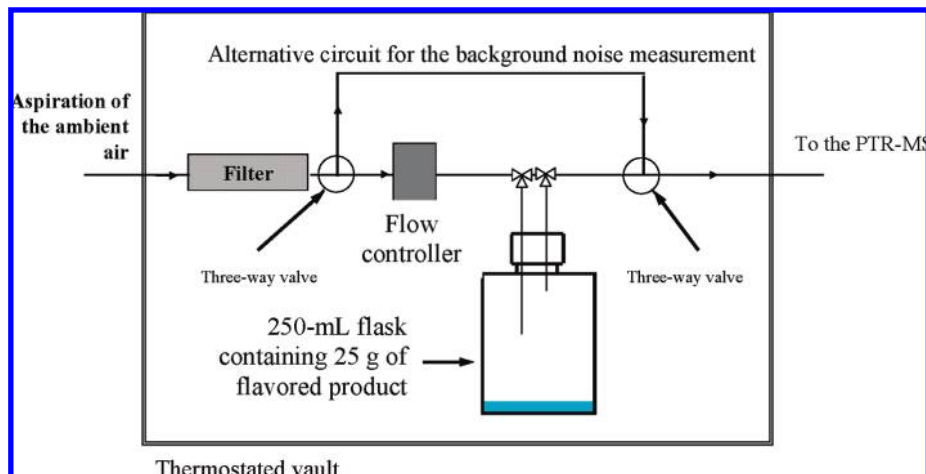 Alternative circuit for the background noise measurement
Aspiration of
the ambient
air
Filter
To the PTR-MS
Flow
controller
Three-way valve
Three-way valve
250-mL flask
containing 25 g of
flavored product
Thermostated vault